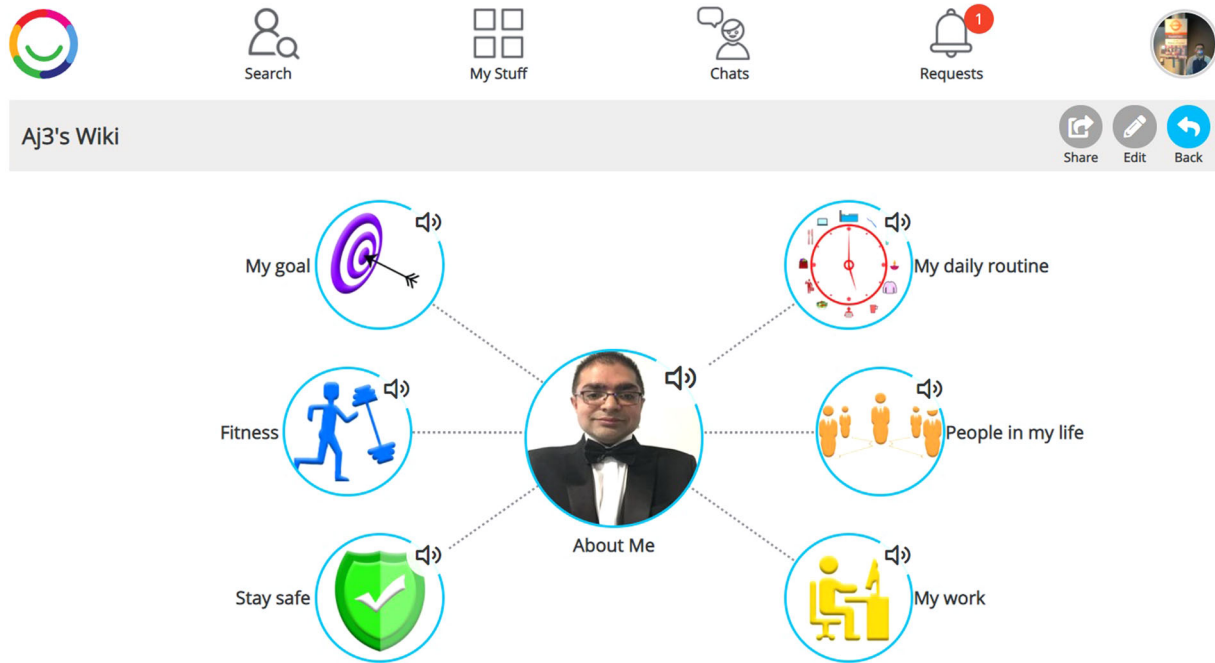 Search
My Stuff
Chats
1
Requests
Aj3's Wiki
Share
Edit
Back
My goal
My daily routine
Fitness
People in my life
About Me
Stay safe
My work